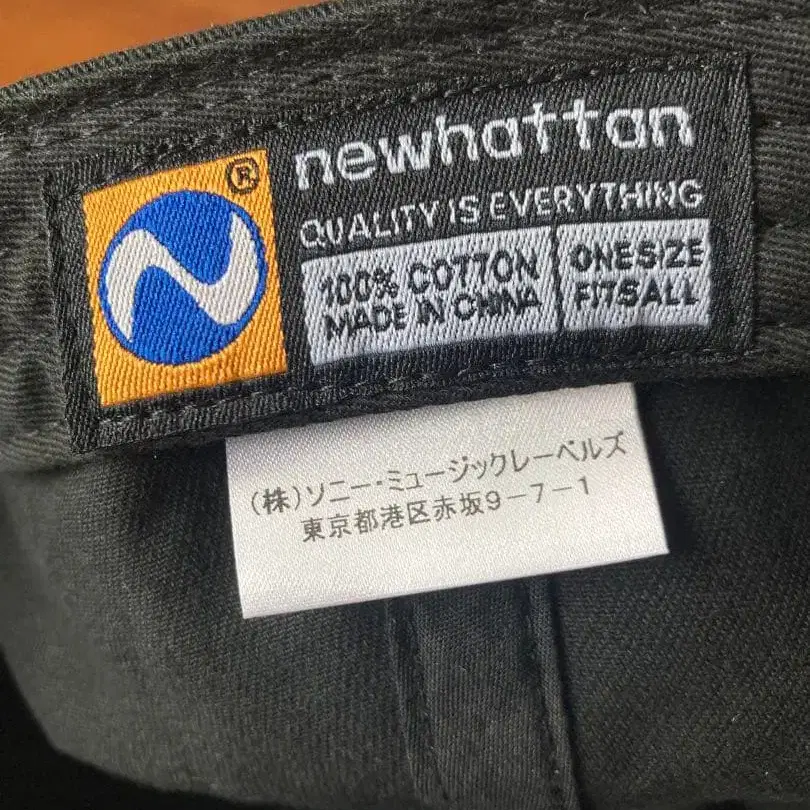 ®
newhattan
QUALITY IS EVERYTHING
100% COTTON
MADE IN CHINA
ONE SIZE
FITS ALL
(株)ソニー・ミュージックレーベルズ
東京都港区赤坂9-7-1